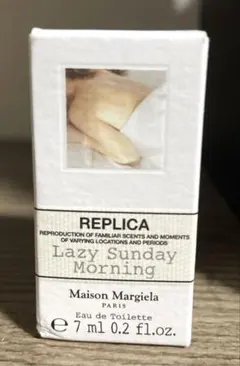 REPLICA
REPRODUCTION OF FAMILIAR SCENTS AND MOMENTS
OF VARYING LOCATIONS AND PERIODS
Lazy Sunday
Morning
Maison Margiela
PARIS
Eau de Toilette
e 7 ml 0.2 fl.oz.